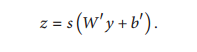 z = s(W′y + b′).